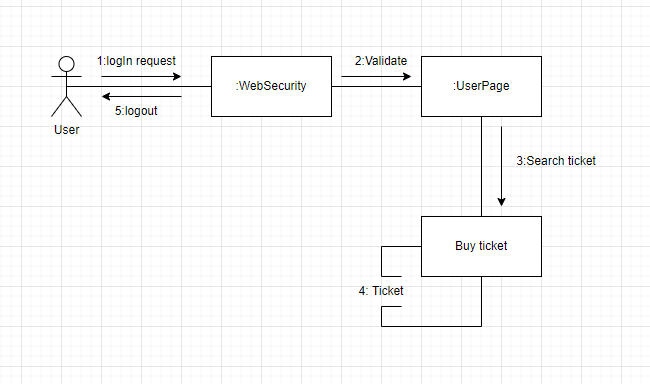 1:logIn request
2:Validate
:WebSecurity
:UserPage
5:logout
User
3:Search ticket
Buy ticket
4: Ticket